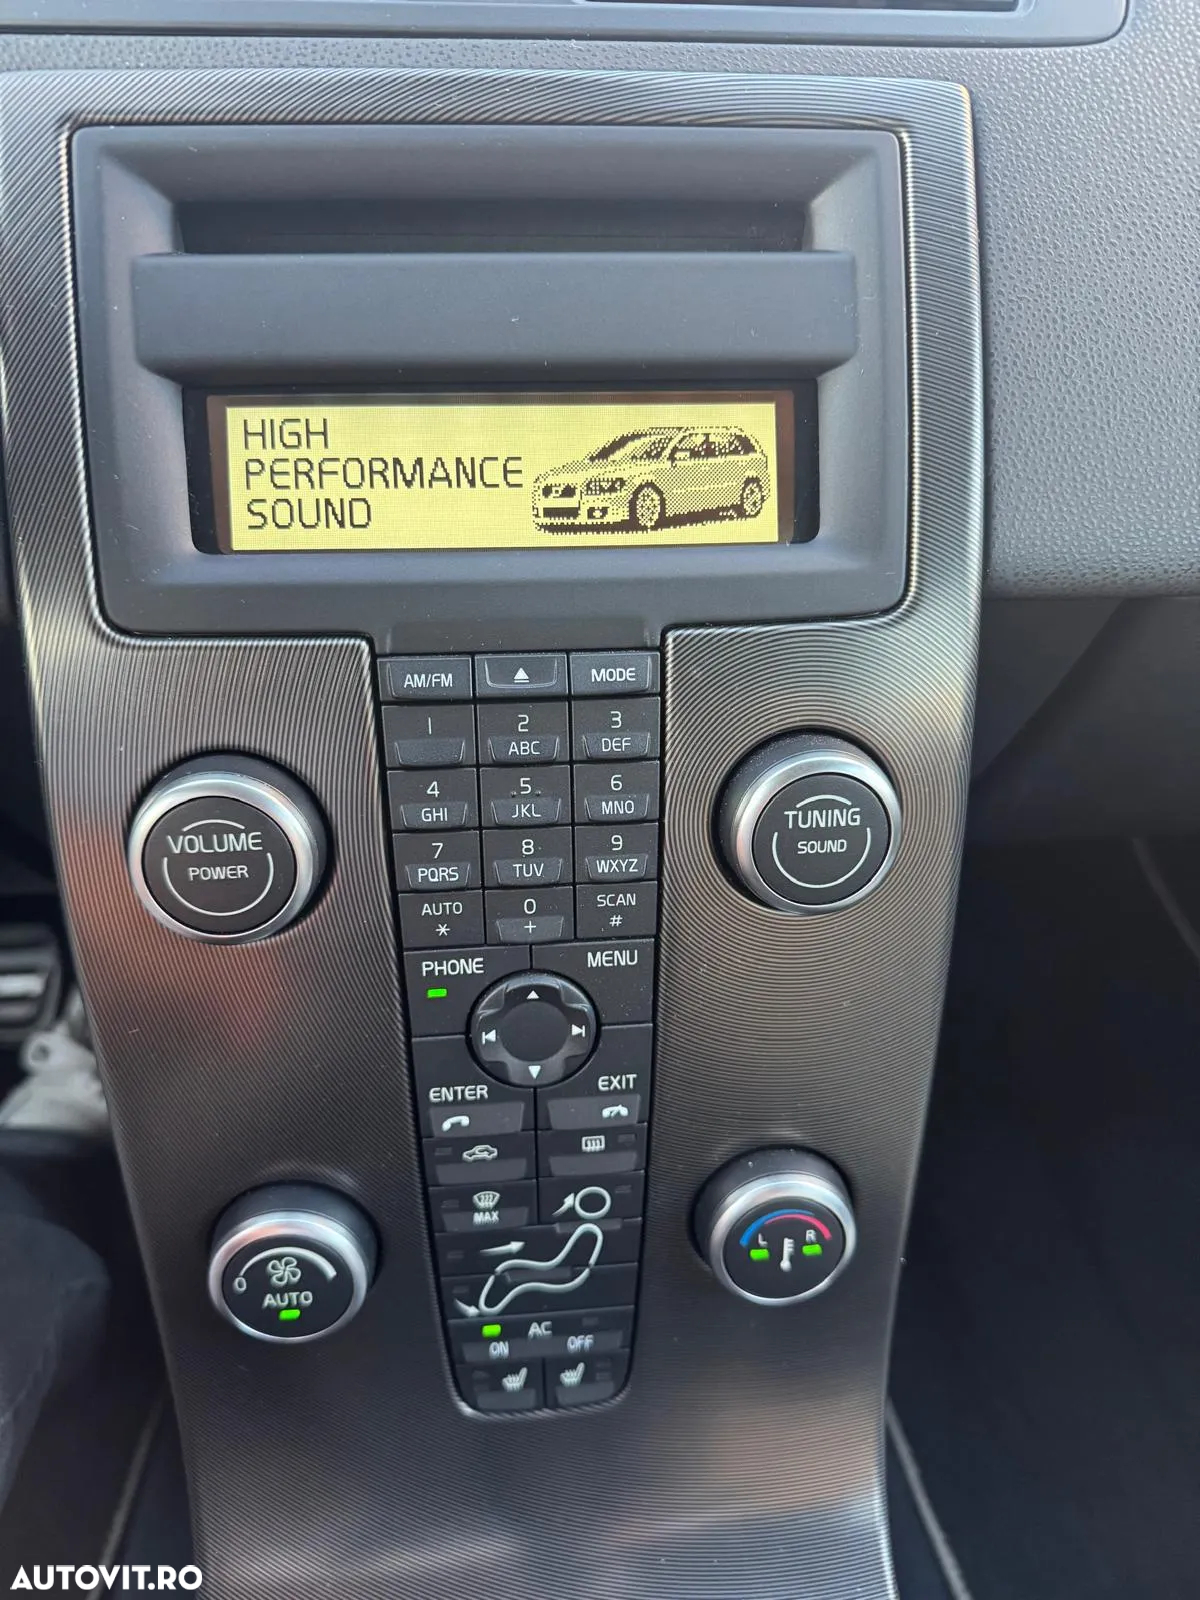 HIGH
PERFORMANCE
SOUND
AM/FM
MODE
1
2
ABC
3
DEF
4
GHI
5
JKL
6
MNO
7
PQRS
8
TUV
9
WXYZ
AUTO
*
0
+
SCAN
#
VOLUME
POWER
TUNING
SOUND
PHONE
MENU
ENTER
EXIT
MAX
0
AUTO
L
R
AC
ON
OFF
AUTOVIT.RO